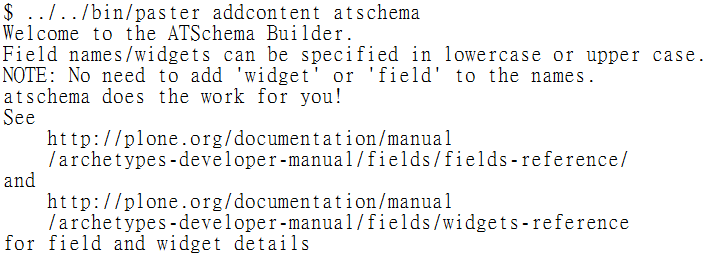 $ ../../bin/paster addcontent atschema
Welcome to the ATSchema Builder.
Field names/widgets can be specified in lowercase or upper case.
NOTE: No need to add 'widget' or 'field' to the names.
atschema does the work for you!
See
    http://plone.org/documentation/manual
    /archetypes-developer-manual/fields/fields-reference/
and
    http://plone.org/documentation/manual
    /archetypes-developer-manual/fields/widgets-reference
for field and widget details